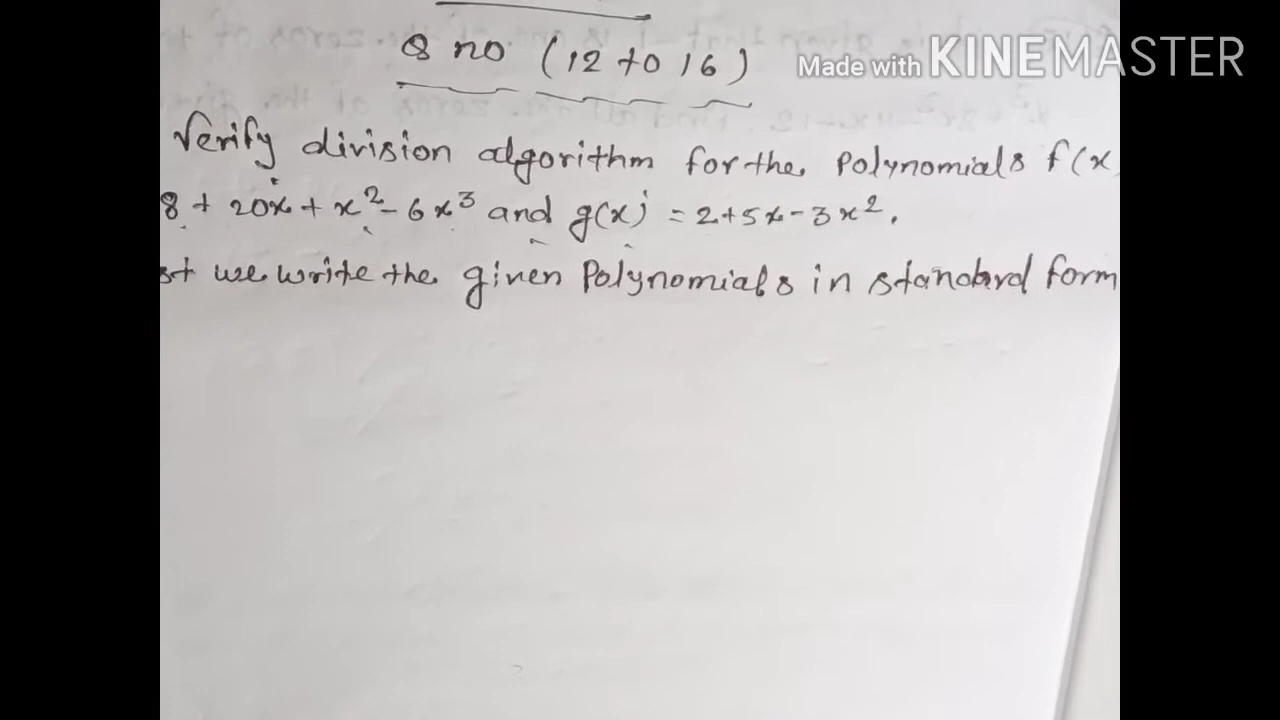 Q no (12 to 16)
Made with KINEMASTER
Verify division algorithm for the Polynomials f(x
8 + 20x + x² - 6x³ and g(x) = 2+5x-3x².
st we write the given Polynomials in standard form